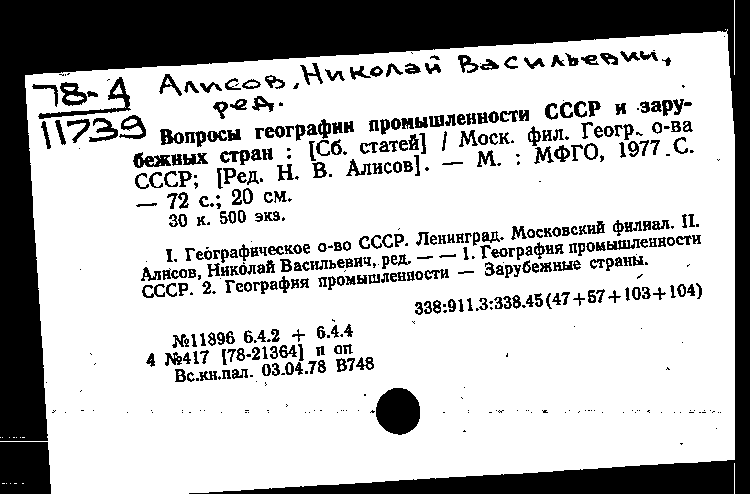 78-4
11739
Алисов, Николай Васильевич,
ред.
Вопросы географии промышленности СССР и зару-
бежных стран : [Сб. статей] / Моск. фил. Геогр. о-ва
СССР; [Ред. Н. В. Алисов]. — М. : МФГО, 1977. С.
— 72 с.; 20 см.
30 к. 500 экз.
I. Географическое о-во СССР. Ленинград. Московский филиал. II.
Алисов, Николай Васильевич, ред. — — 1. География промышленности
СССР. 2. География промышленности — Зарубежные страны.
338:911.3:338.45(47+57+103+104)
№11896 6.4.2 + 6.4.4
4 №417 [78-21364] п оп
Вс.кн.пал. 03.04.78 В748